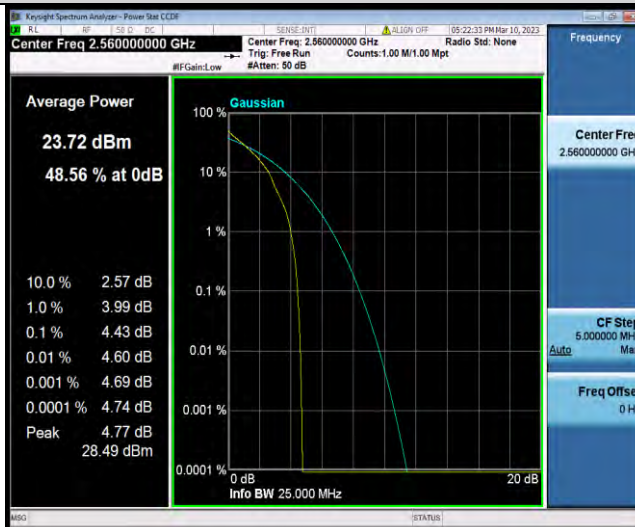 Keysight Spectrum Analyzer - Power Stat CCDF
RL RF 50 Ω DC SENSE:INT ALIGN OFF 05:22:33 PM Mar 10, 2023
Center Freq 2.560000000 GHz
Center Freq: 2.560000000 GHz Radio Std: None
Trig: Free Run Counts:1.00 M/1.00 Mpt
#IFGain:Low #Atten: 50 dB
Frequency
Average Power
23.72 dBm
48.56 % at 0dB
10.0 % 2.57 dB
1.0 % 3.99 dB
0.1 % 4.43 dB
0.01 % 4.60 dB
0.001 % 4.69 dB
0.0001 % 4.74 dB
Peak 4.77 dB
28.49 dBm
Gaussian
100 %
10 %
1 %
0.1 %
0.01 %
0.001 %
0.0001 %
0 dB 20 dB
Info BW 25.000 MHz
Center Fre
2.560000000 GH
CF Ste
5.000000 MH
Auto Ma
Freq Offse
0 H
MSG STATUS